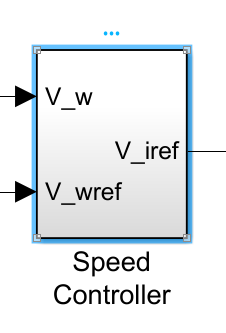 V_w
V_iref
V_wref
Speed
Controller